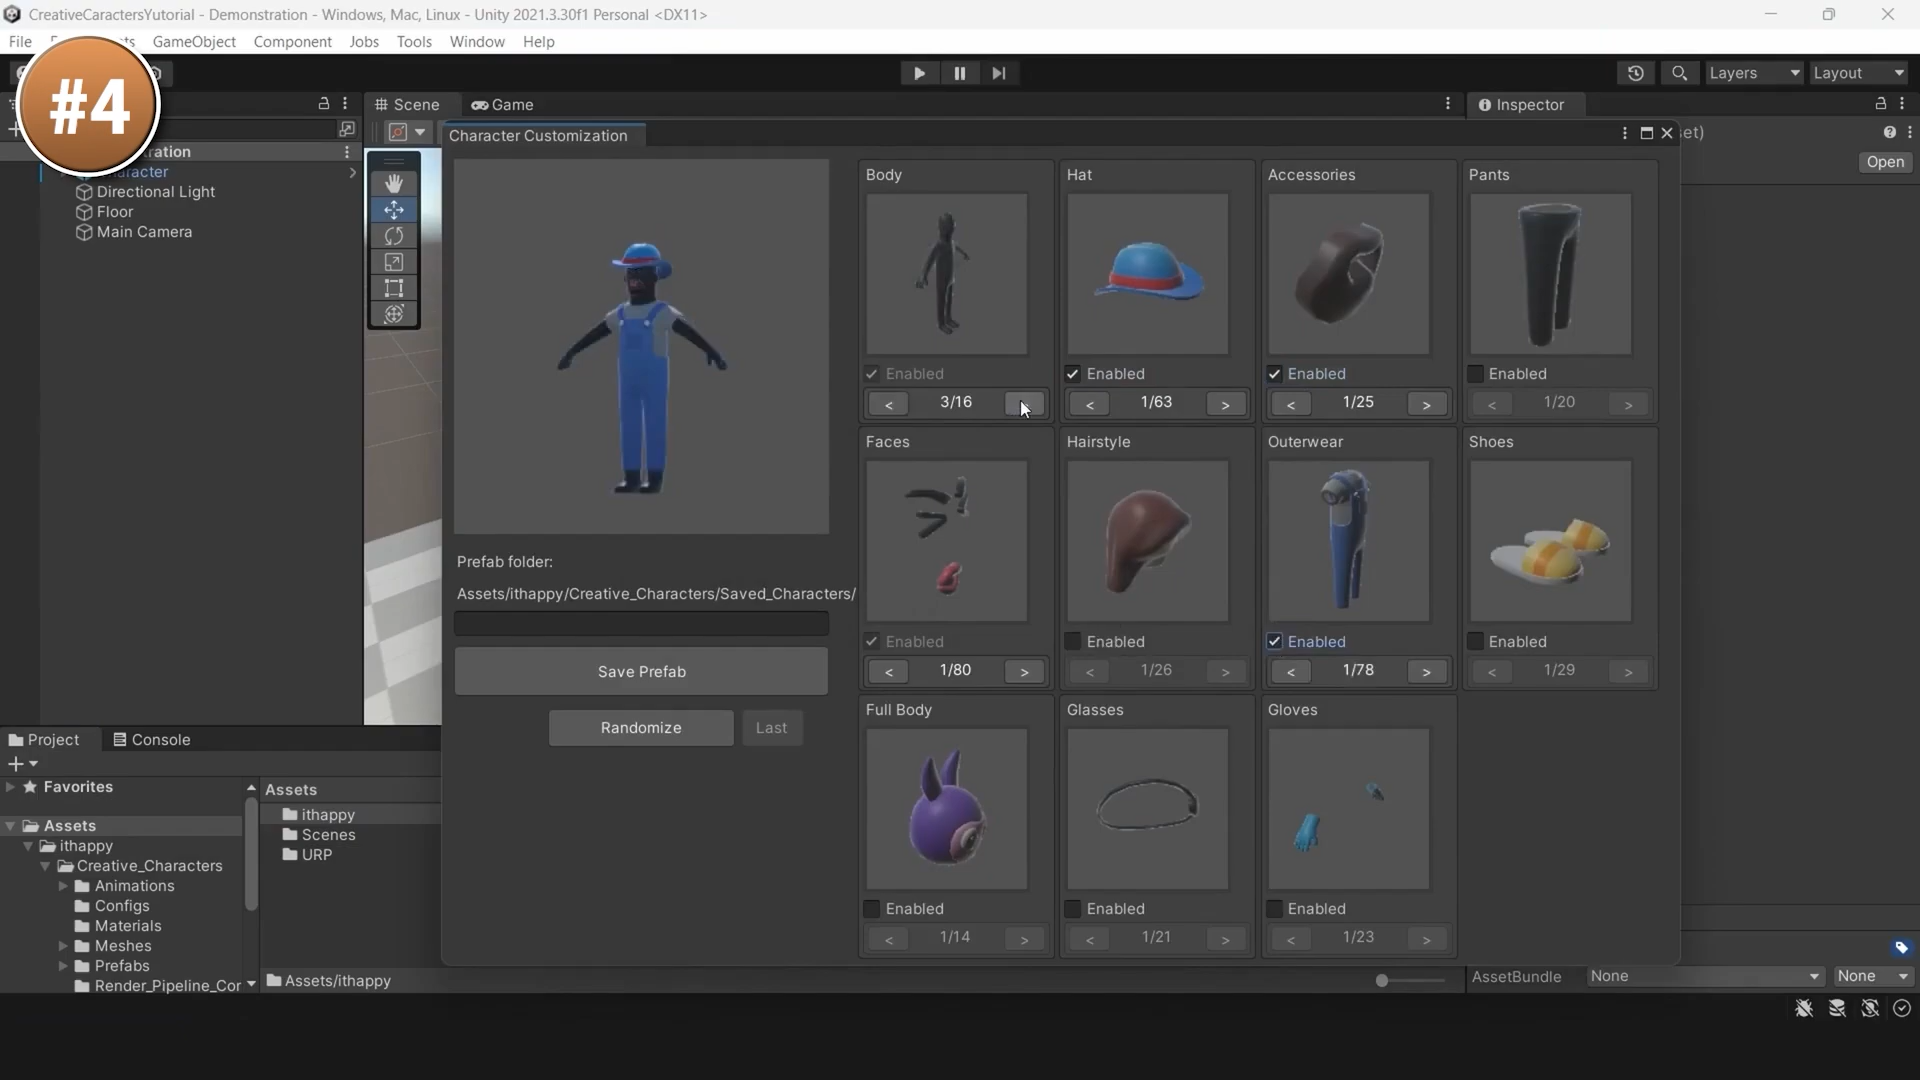 CreativeCaractersYutorial - Demonstration - Windows, Mac, Linux - Unity 2021.3.30f1 Personal <DX11>
File
GameObject
Component
Jobs
Tools
Window
Help
#4
Layers
Layout
Scene
Game
Inspector
Character Customization
Open
Directional Light
Floor
Main Camera
Body
Hat
Accessories
Pants
Enabled
Enabled
Enabled
Enabled
< 3/16
< 1/63 >
< 1/25 >
< 1/20 >
Faces
Hairstyle
Outerwear
Shoes
Enabled
Enabled
Enabled
Enabled
< 1/80 >
< 1/26 >
< 1/78 >
< 1/29 >
Full Body
Glasses
Gloves
Enabled
Enabled
Enabled
< 1/14 >
< 1/21 >
< 1/23 >
Prefab folder:
Assets/ithappy/Creative_Characters/Saved_Characters/
Save Prefab
Randomize
Last
Project
Console
Favorites
Assets
ithappy
Creative_Characters
Animations
Configs
Materials
Meshes
Prefabs
Render_Pipeline_Cor
Assets
ithappy
Scenes
URP
Assets/ithappy
AssetBundle
None
None